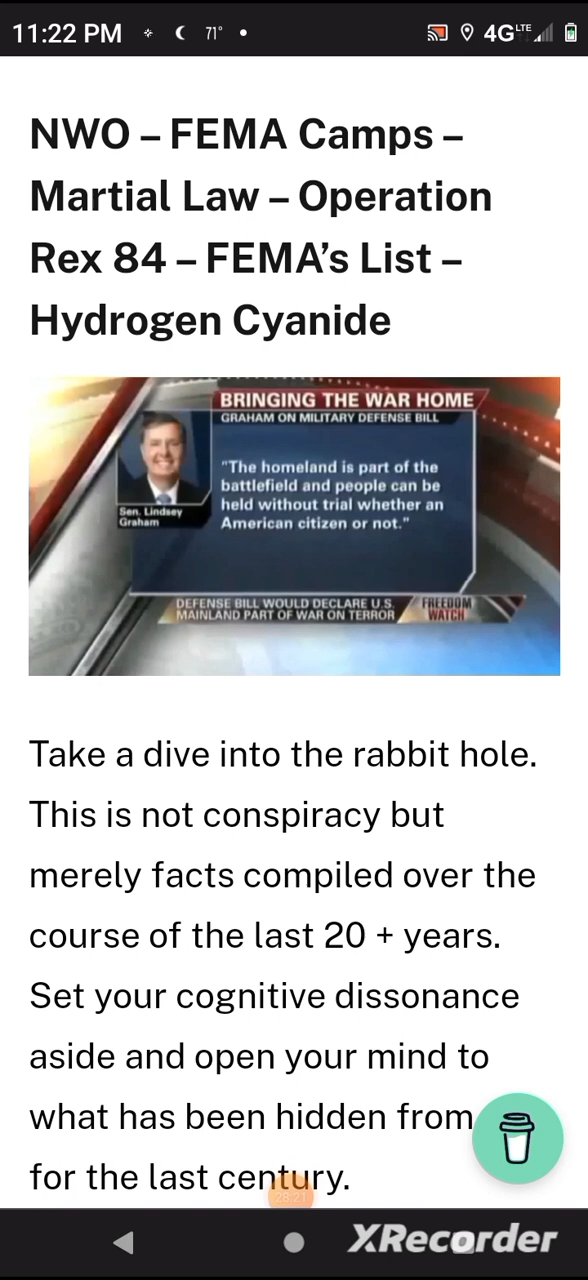 11:22 PM 71° 4G LTE
NWO – FEMA Camps –
Martial Law – Operation
Rex 84 – FEMA’s List –
Hydrogen Cyanide
BRINGING THE WAR HOME
GRAHAM ON MILITARY DEFENSE BILL
"The homeland is part of the
battlefield and people can be
held without trial whether an
American citizen or not."
Sen. Lindsey
Graham
DEFENSE BILL WOULD DECLARE U.S.
MAINLAND PART OF WAR ON TERROR
FREEDOM
WATCH
Take a dive into the rabbit hole.
This is not conspiracy but
merely facts compiled over the
course of the last 20 + years.
Set your cognitive dissonance
aside and open your mind to
what has been hidden from
for the last century.
28:21
XRecorder